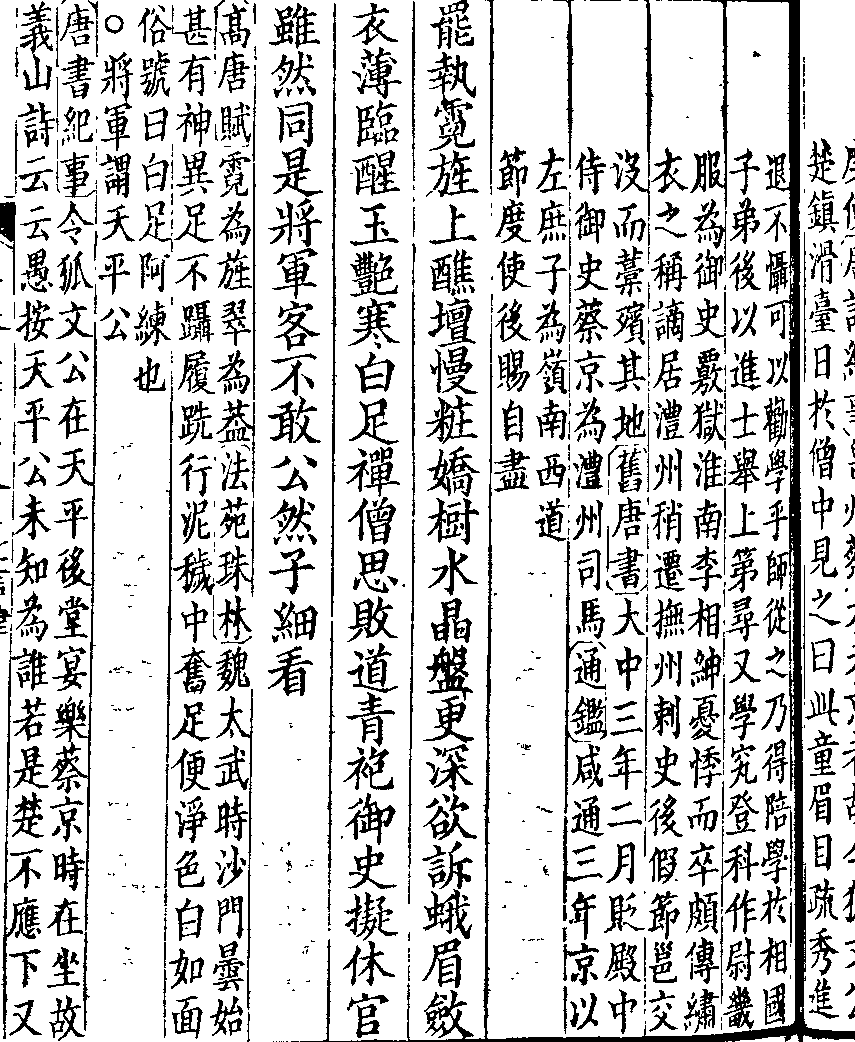 楚鎮滑臺日於僧中見之曰此童眉目疏秀進
退不懾可以勸學乎師從之乃得陪學於相國
子弟後以進士舉上第尋又學究登科作尉畿
服為御史覈獄淮南李相紳憂悸而卒頗傳繡
衣之稱謫居澧州稍遷撫州刺史後假節邕交
沒而藁殯其地舊唐書大中三年二月貶殿中
侍御史蔡京為澧州司馬通鑑咸通三年京以
左庶子為嶺南西道
節度使後賜自盡
罷執霓旌上醮壇慢粧嬌樹水晶盤更深欲訴蛾眉斂
衣薄臨醒玉艷寒白足禪僧思敗道青袍御史擬休官
雖然同是將軍客不敢公然子細看
高唐賦霓為旌翠為葢法苑珠林魏太武時沙門曇始
甚有神異足不躡履跣行泥穢中奮足便淨色白如面
俗號曰白足阿練也
○將軍謂天平公
唐書紀事令狐文公在天平後堂宴樂蔡京時在坐故
義山詩云云愚按天平公未知為誰若是楚不應下又